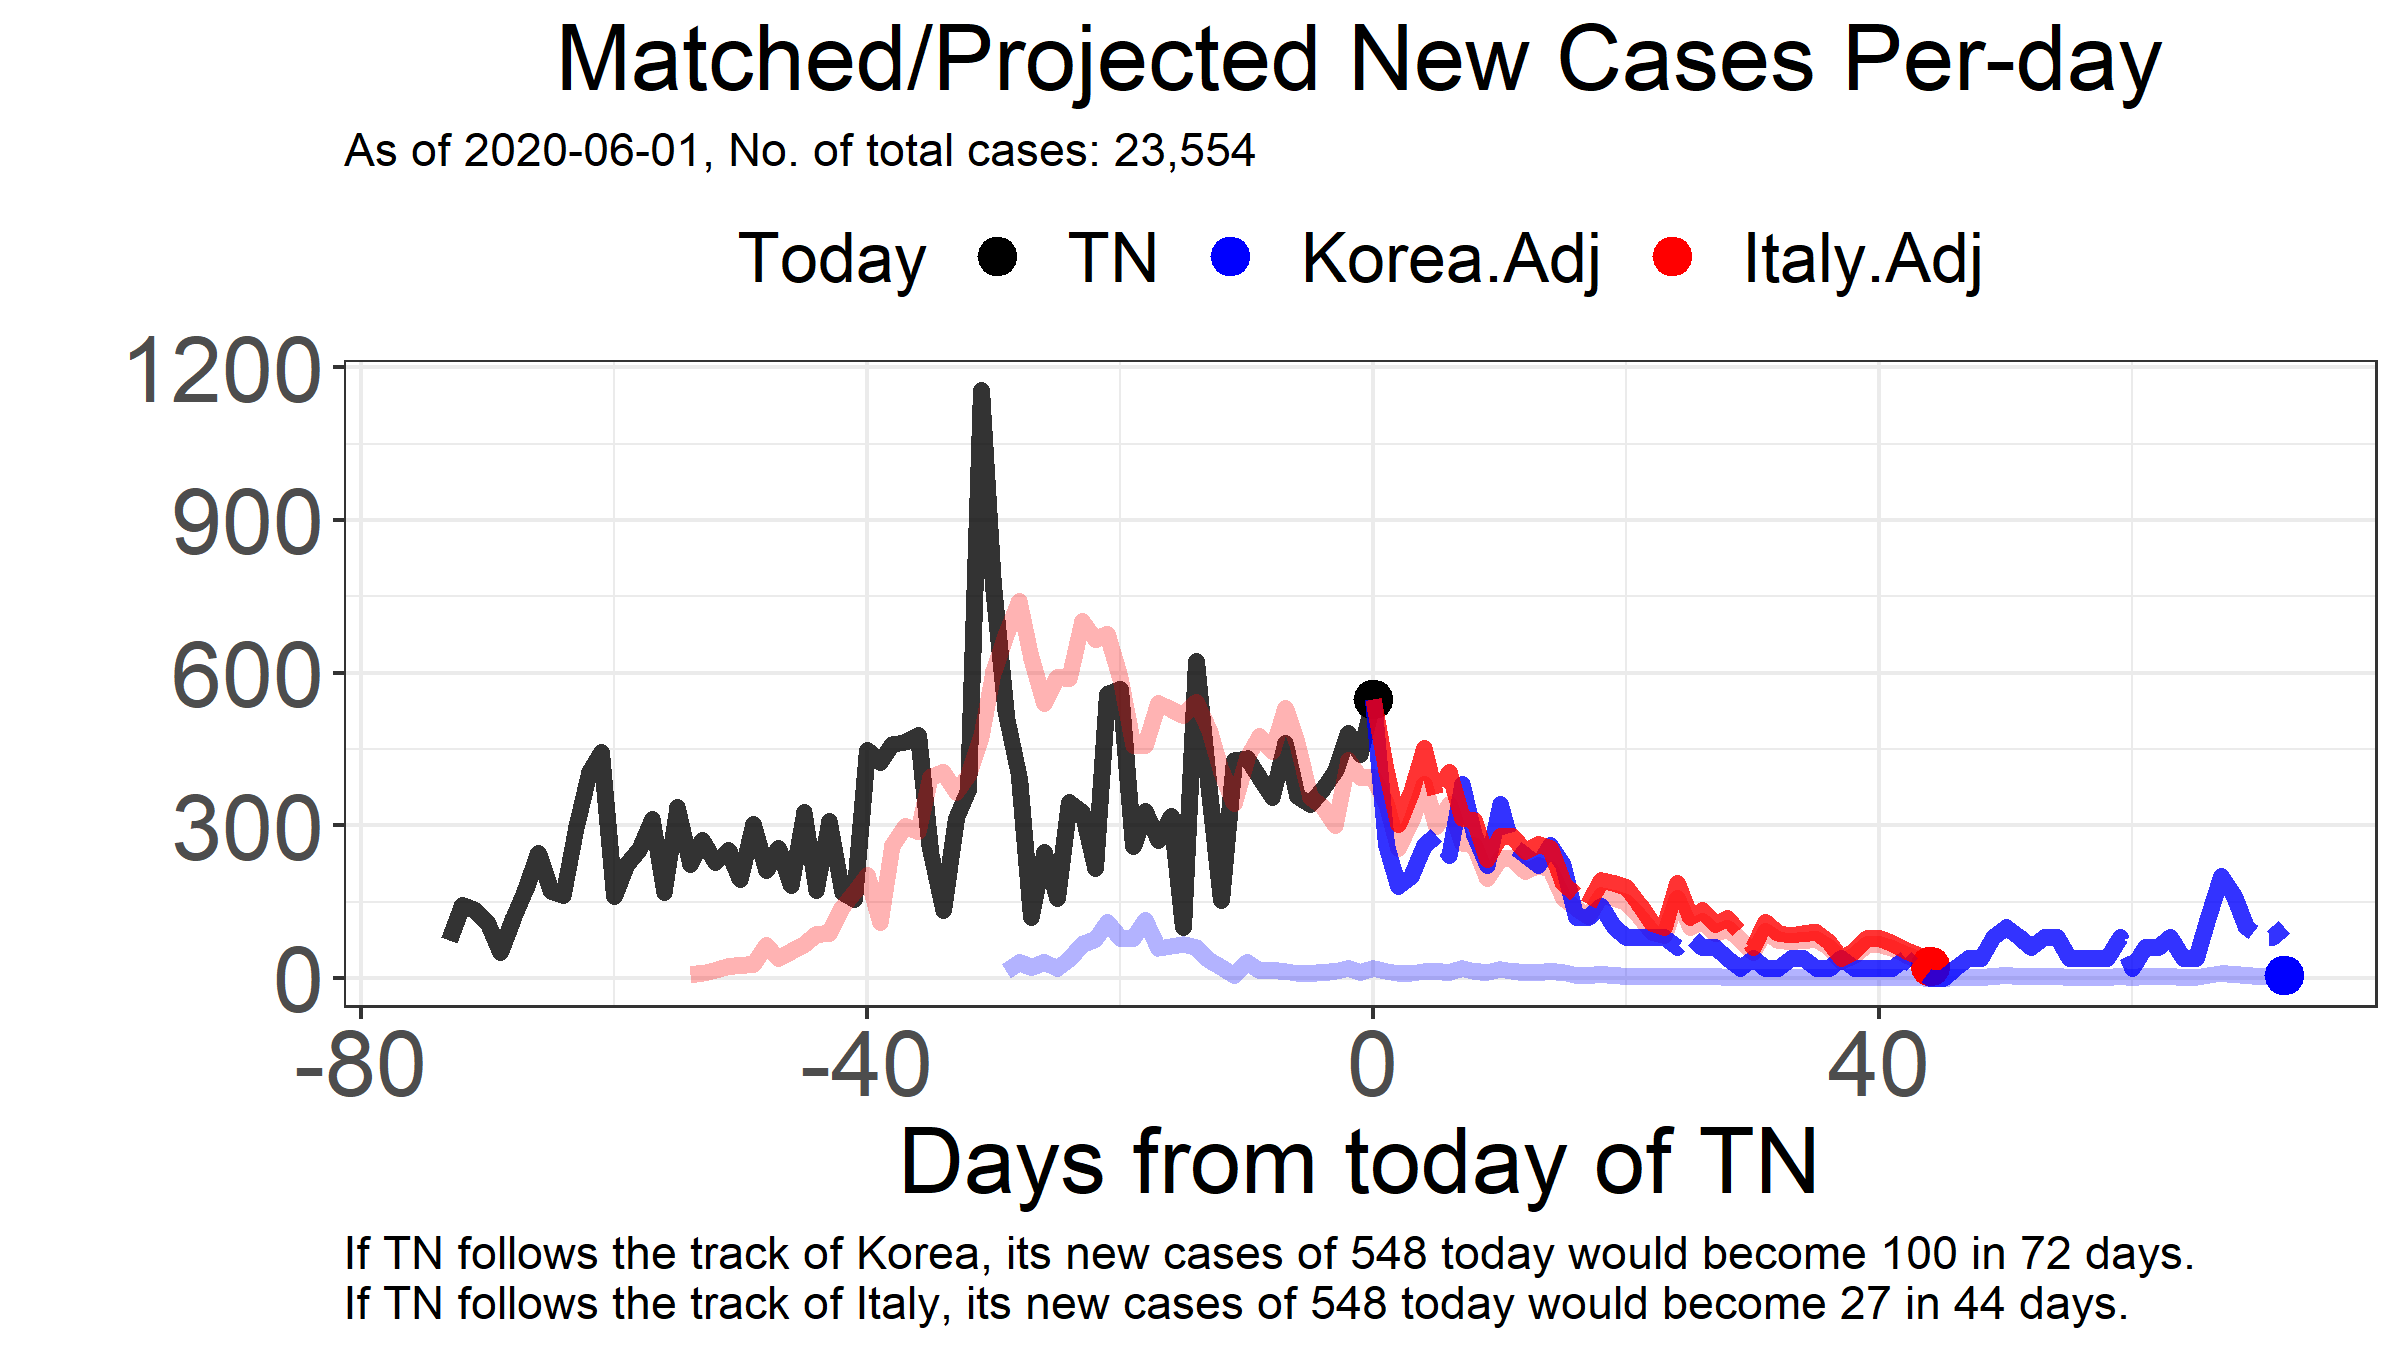 Matched/Projected New Cases Per-day
As of 2020-06-01, No. of total cases: 23,554
Today TN Korea.Adj Italy.Adj
1200
900
600
300
0
-80 -40 0 40
Days from today of TN
If TN follows the track of Korea, its new cases of 548 today would become 100 in 72 days.
If TN follows the track of Italy, its new cases of 548 today would become 27 in 44 days.